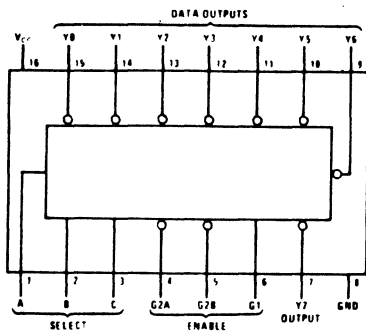 DATA OUTPUTS
VCC Y0 Y1 Y2 Y3 Y4 Y5 Y6
16 15 14 13 12 11 10 9
1 2 3 4 5 6 7 8
A B C G2A G2B G1 Y7 GND
SELECT ENABLE OUTPUT